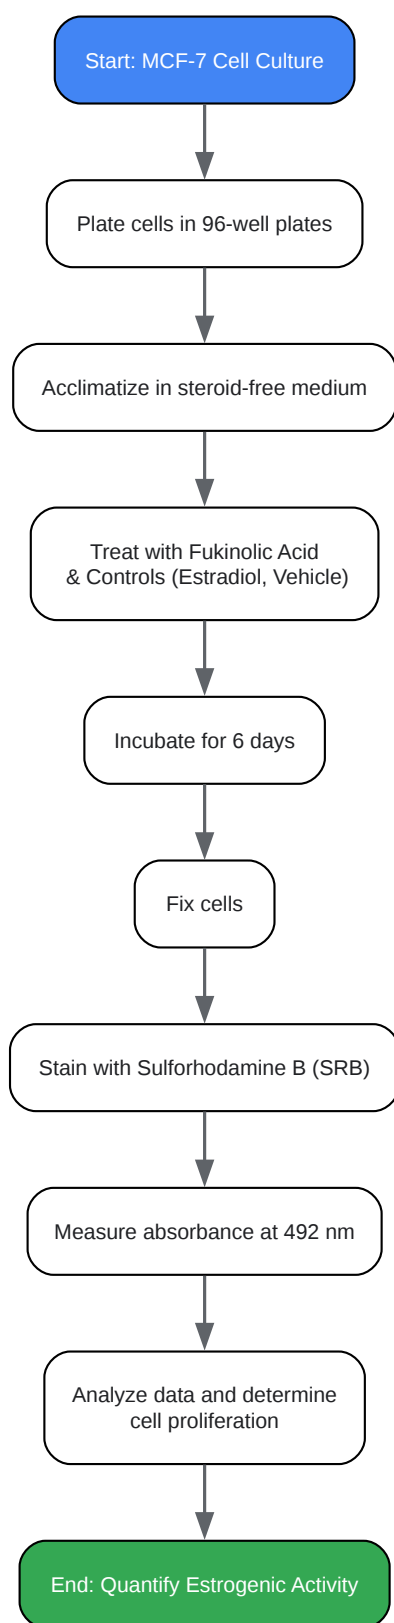 Start: MCF-7 Cell Culture
Plate cells in 96-well plates
Acclimatize in steroid-free medium
Treat with Fukinolic Acid
& Controls (Estradiol, Vehicle)
Incubate for 6 days
Fix cells
Stain with Sulforhodamine B (SRB)
Measure absorbance at 492 nm
Analyze data and determine
cell proliferation
End: Quantify Estrogenic Activity